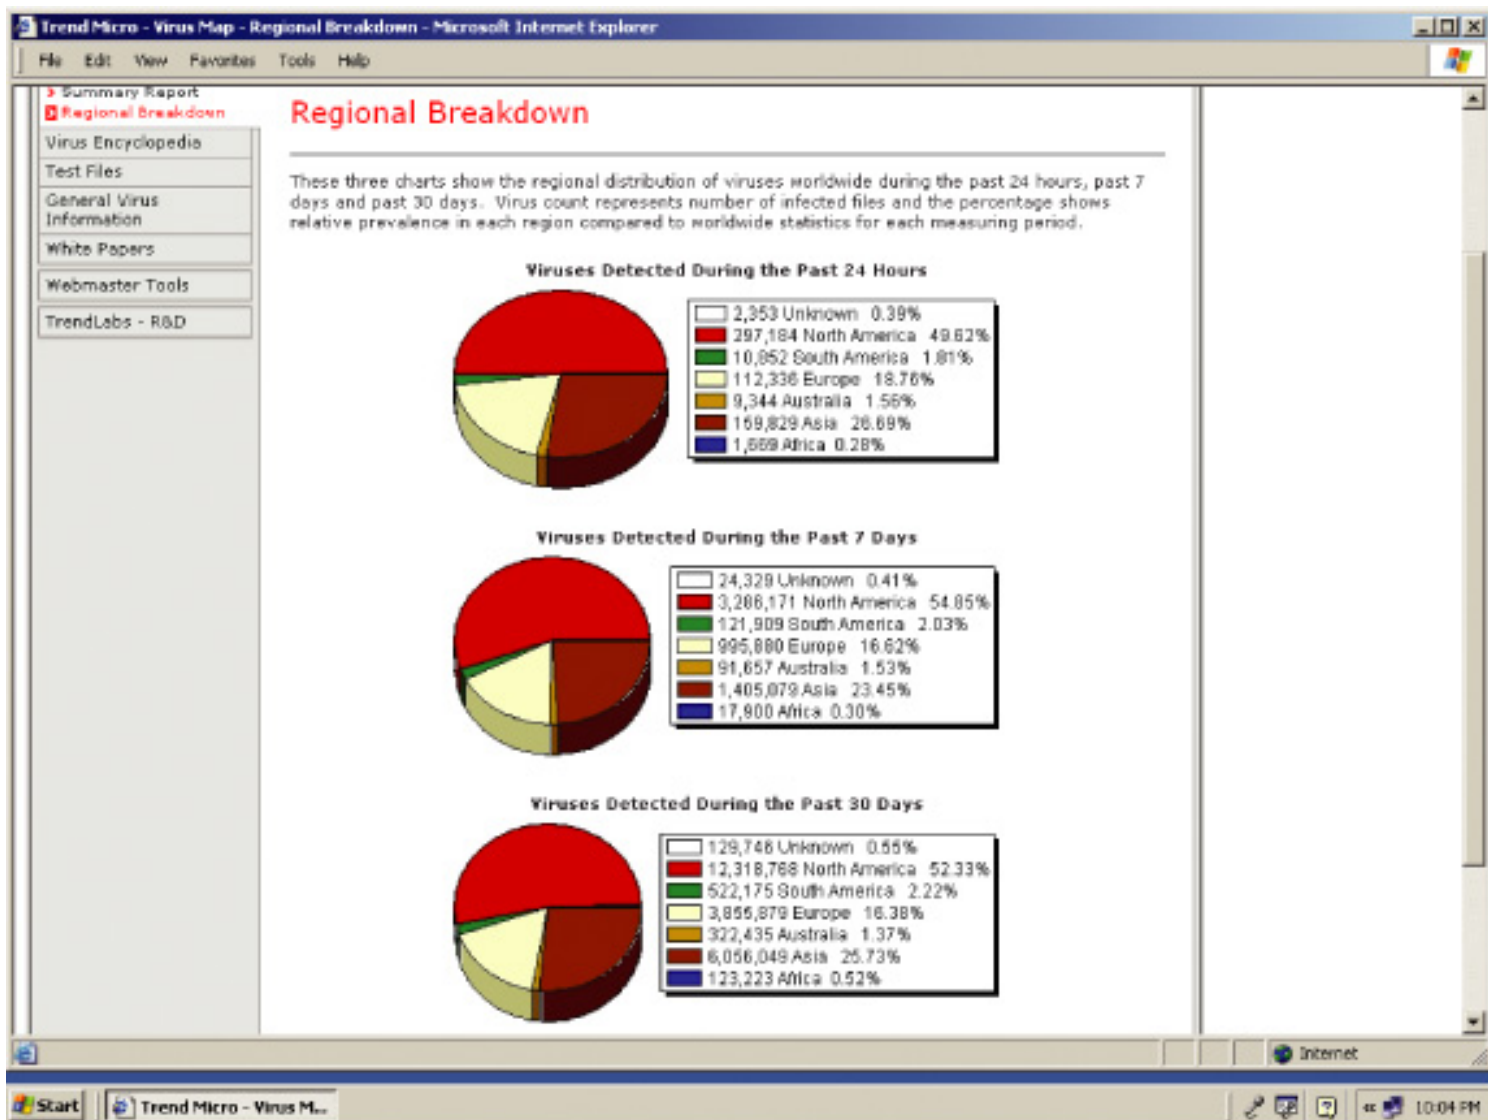 Trend Micro - Virus Map - Regional Breakdown - Microsoft Internet Explorer
File Edit View Favorites Tools Help
Summary Report
Regional Breakdown
Virus Encyclopedia
Test Files
General Virus
Information
White Papers
Webmaster Tools
TrendLabs - R&D
Regional Breakdown
These three charts show the regional distribution of viruses worldwide during the past 24 hours, past 7
days and past 30 days. Virus count represents number of infected files and the percentage shows
relative prevalence in each region compared to worldwide statistics for each measuring period.
Viruses Detected During the Past 24 Hours
2,353 Unknown 0.39%
297,184 North America 49.62%
10,852 South America 1.81%
112,336 Europe 18.76%
9,344 Australia 1.56%
159,829 Asia 26.69%
1,669 Africa 0.28%
Viruses Detected During the Past 7 Days
24,329 Unknown 0.41%
3,286,171 North America 54.85%
121,909 South America 2.03%
995,880 Europe 16.62%
91,657 Australia 1.53%
1,405,079 Asia 23.45%
17,900 Africa 0.30%
Viruses Detected During the Past 30 Days
129,746 Unknown 0.55%
12,318,768 North America 52.33%
522,175 South America 2.22%
3,855,879 Europe 16.38%
322,435 Australia 1.37%
6,056,049 Asia 25.73%
123,223 Africa 0.52%
Internet
Start Trend Micro - Virus M... 10:04 PM